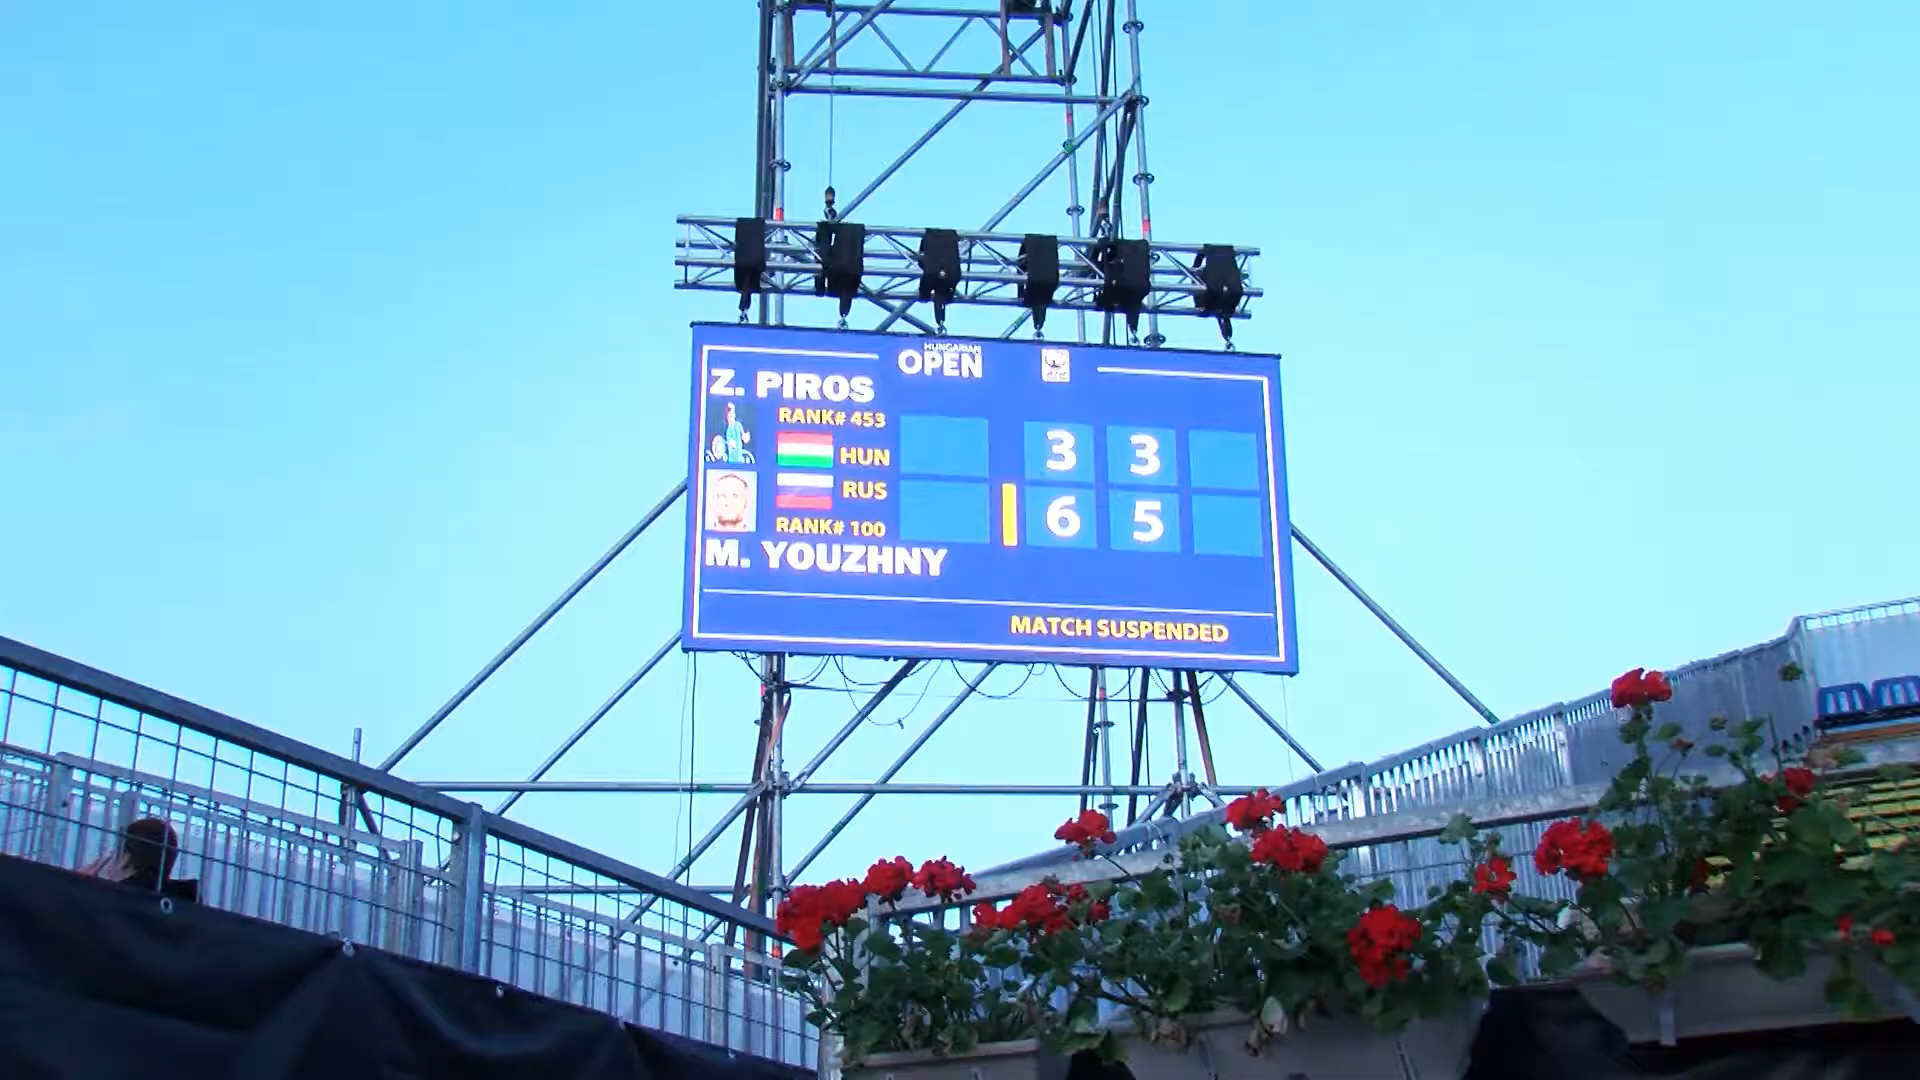 HUNGARIAN
OPEN
Z. PIROS
RANK# 453
HUN
3 3
RUS
6 5
RANK# 100
M. YOUZHNY
MATCH SUSPENDED